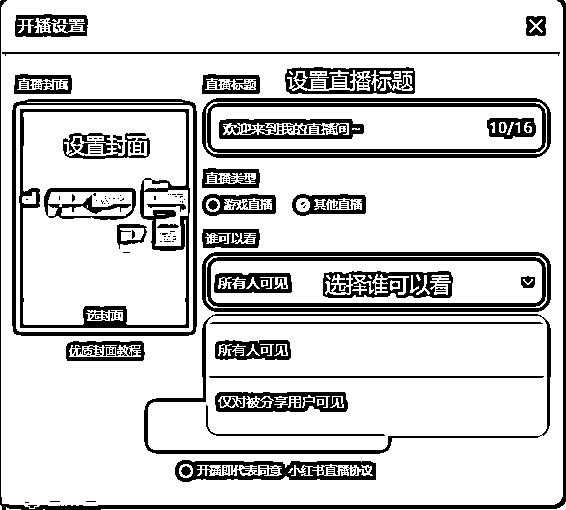 开播设置
直播封面
设置封面
选封面
优质封面教程
直播标题
设置直播标题
欢迎来到我的直播间~
10/16
直播类型
游戏直播
其他直播
谁可以看
所有人可见
选择谁可以看
所有人可见
仅对被分享用户可见
开播即代表同意 小红书直播协议